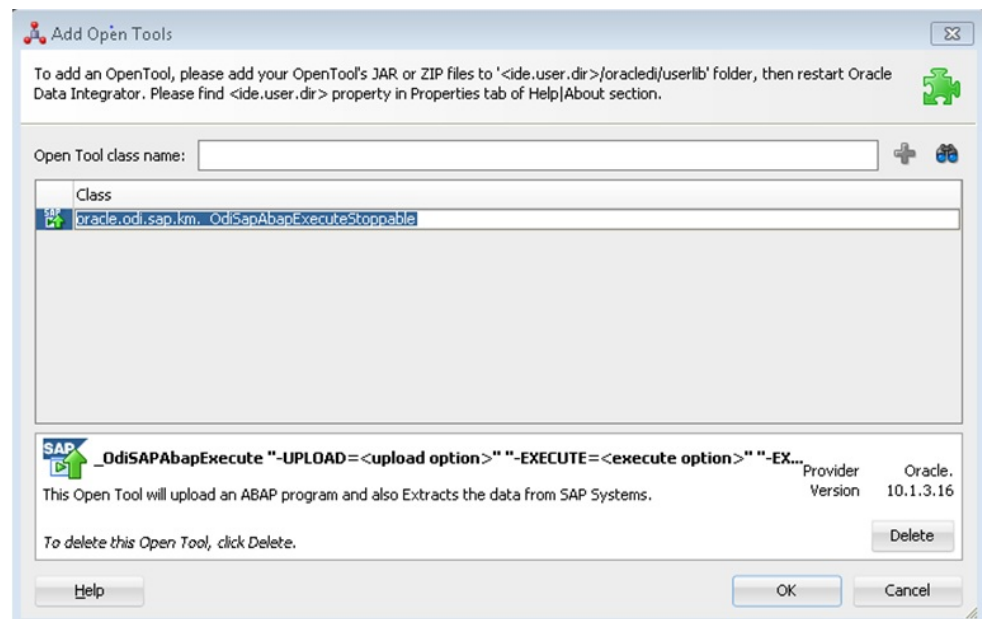 Add Open Tools
To add an OpenTool, please add your OpenTool's JAR or ZIP files to '<ide.user.dir>/oracledi/userlib' folder, then restart Oracle
Data Integrator. Please find <ide.user.dir> property in Properties tab of Help|About section.
Open Tool class name:
Class
SAP oracle.odi.sap.km._OdiSapAbapExecuteStoppable
SAP _OdiSAPAbapExecute "-UPLOAD=<upload option>" "-EXECUTE=<execute option>" "-EX...
Provider Oracle.
This Open Tool will upload an ABAP program and also Extracts the data from SAP Systems.
Version 10.1.3.16
To delete this Open Tool, click Delete.
Delete
Help
OK
Cancel